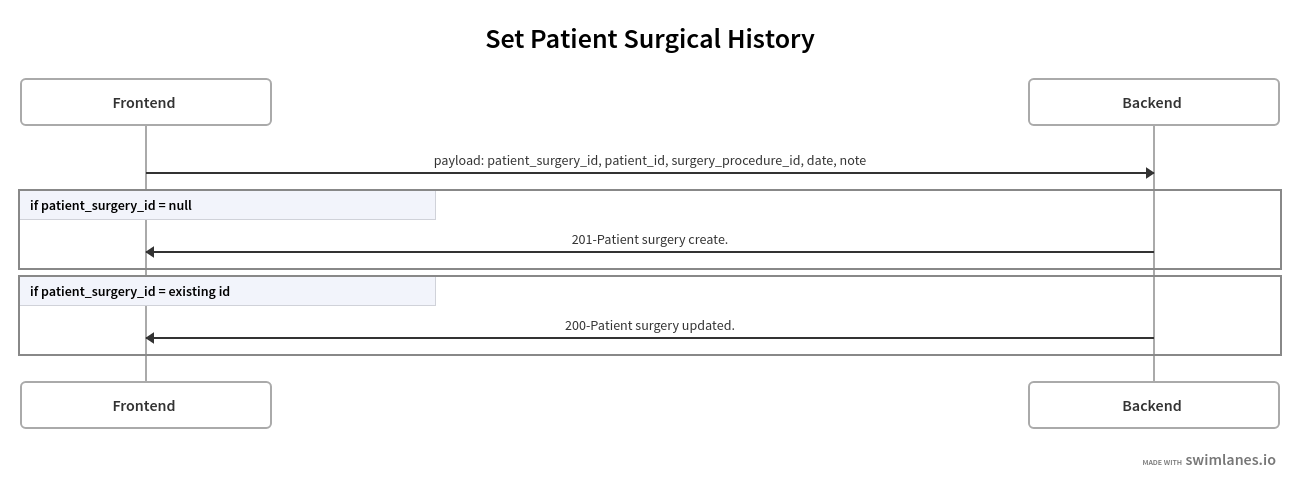 Set Patient Surgical History
Frontend
Backend
payload: patient_surgery_id, patient_id, surgery_procedure_id, date, note
if patient_surgery_id = null
201-Patient surgery create.
if patient_surgery_id = existing id
200-Patient surgery updated.
Frontend
Backend
MADE WITH swimlanes.io